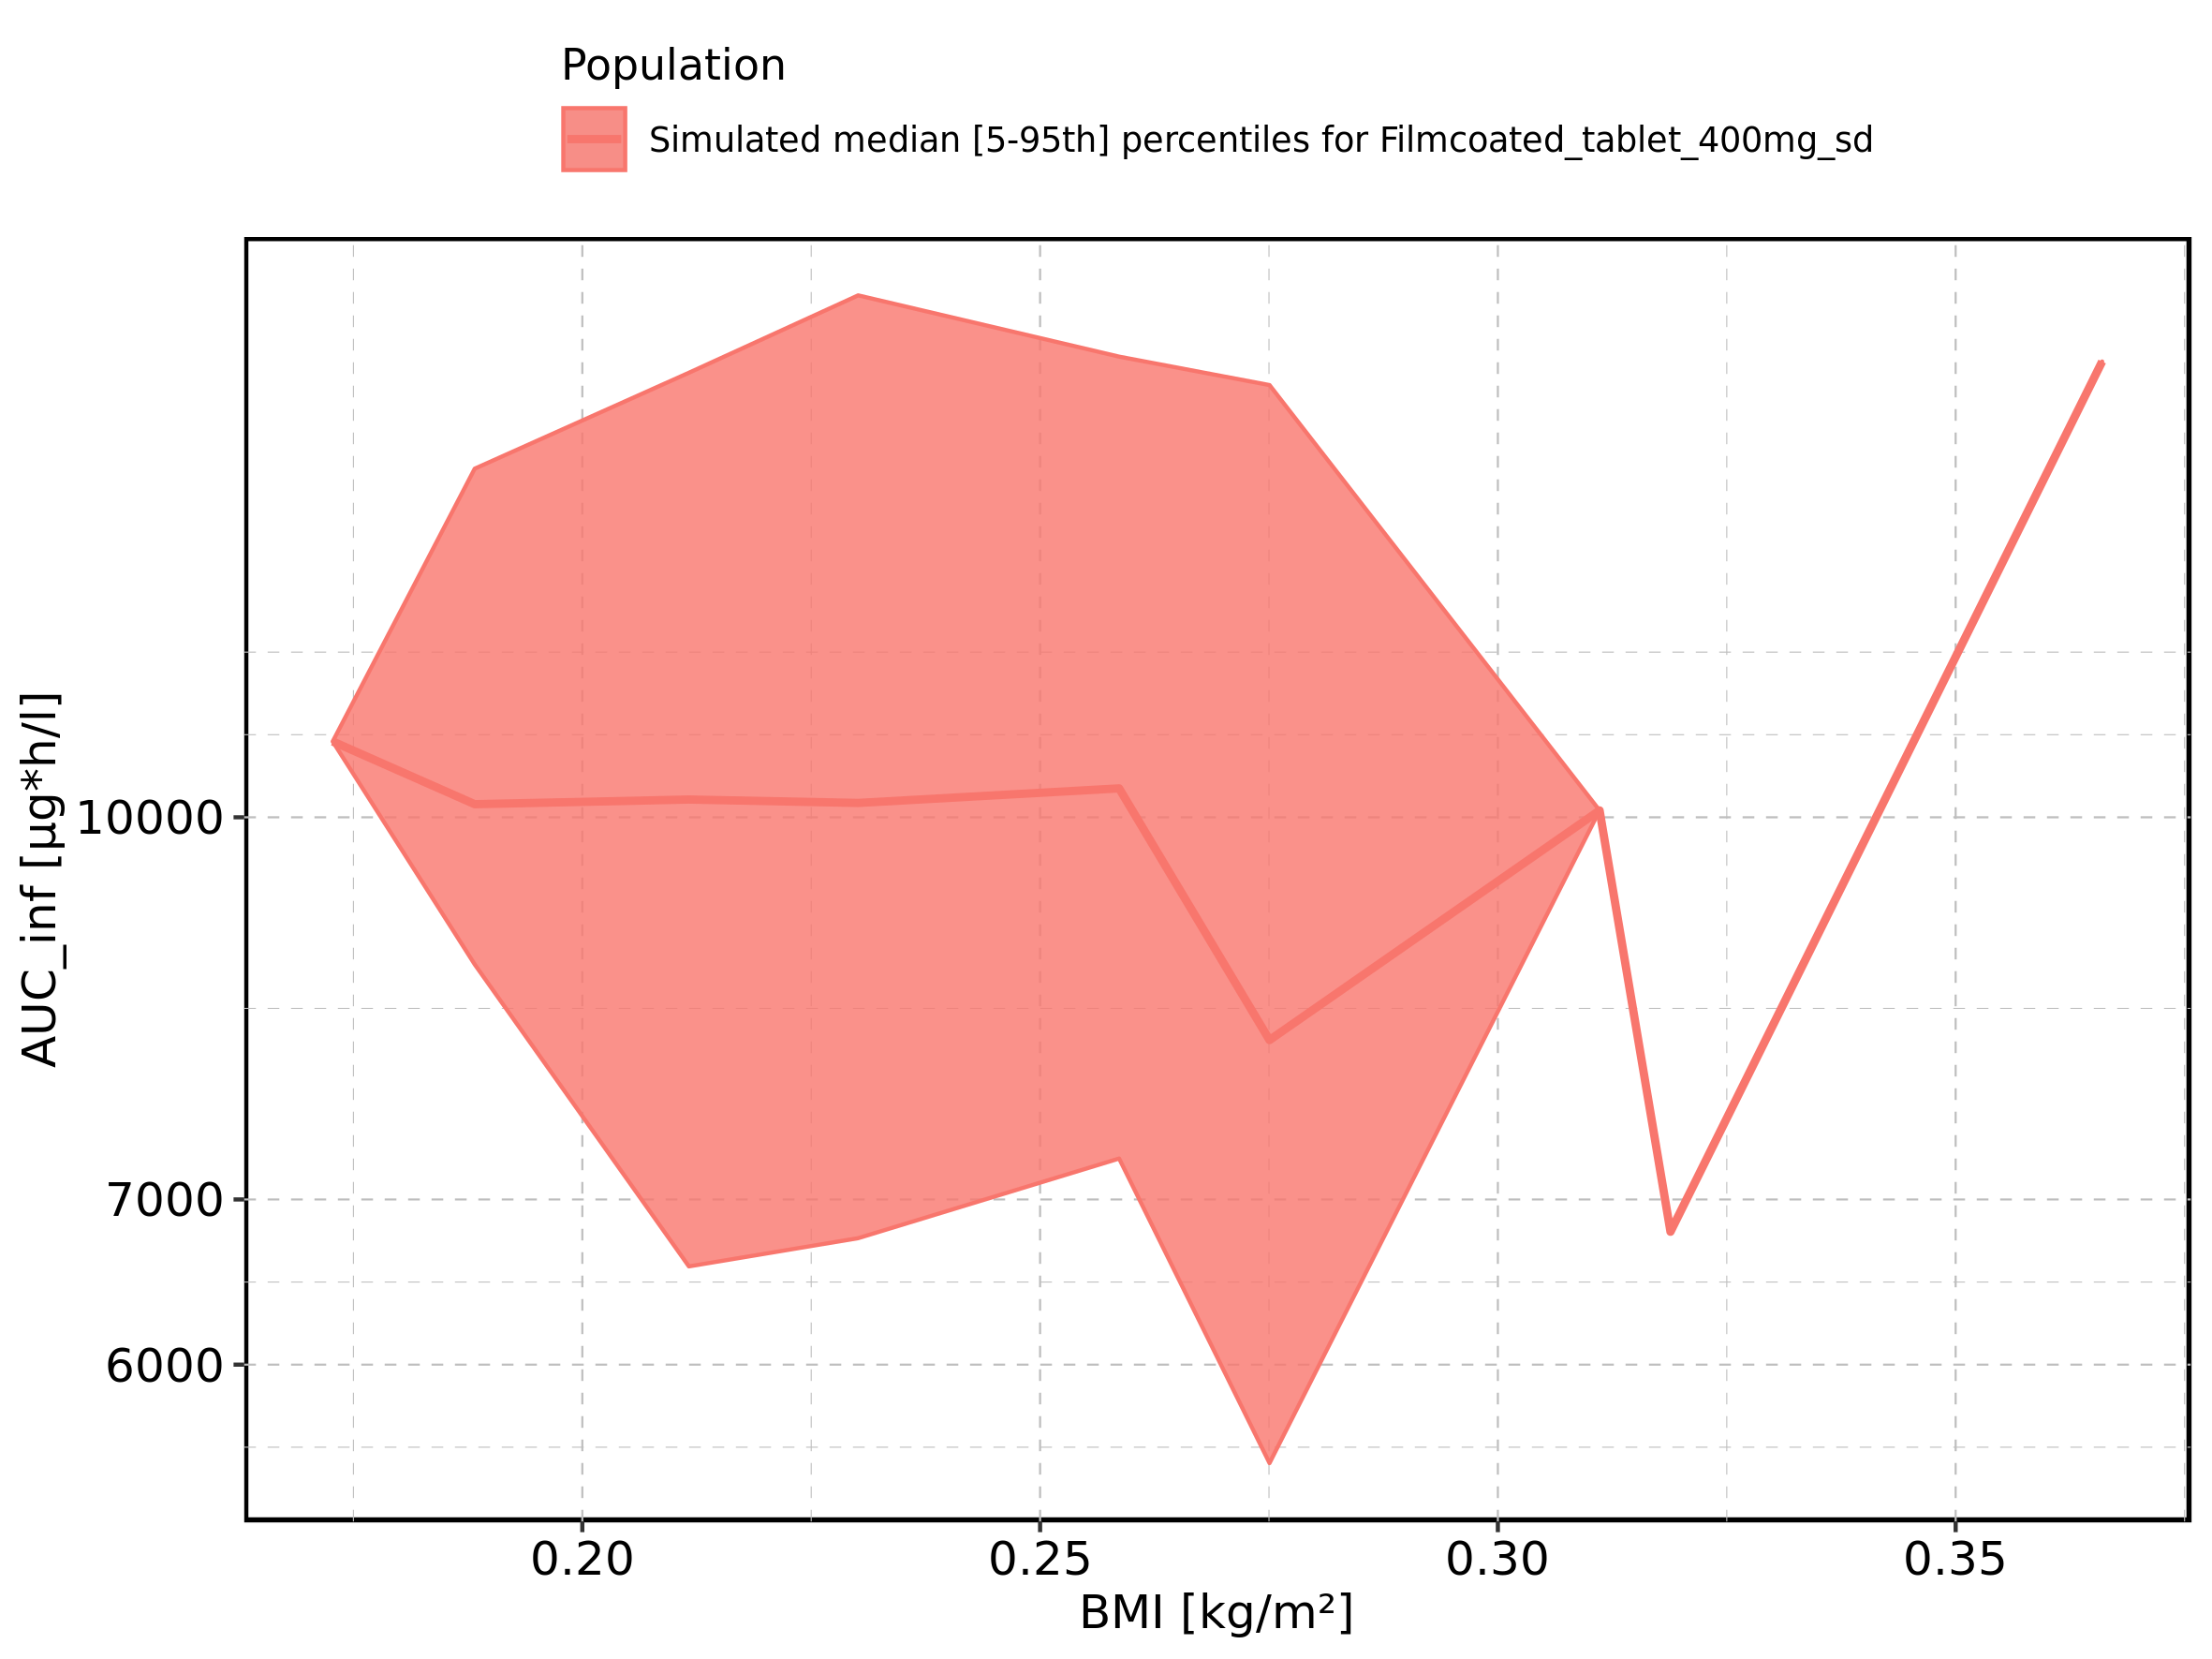 Population
Simulated median [5-95th] percentiles for Filmcoated_tablet_400mg_sd
AUC_inf [µg*h/l]
10000
7000
6000
0.20 0.25 0.30 0.35
BMI [kg/m²]